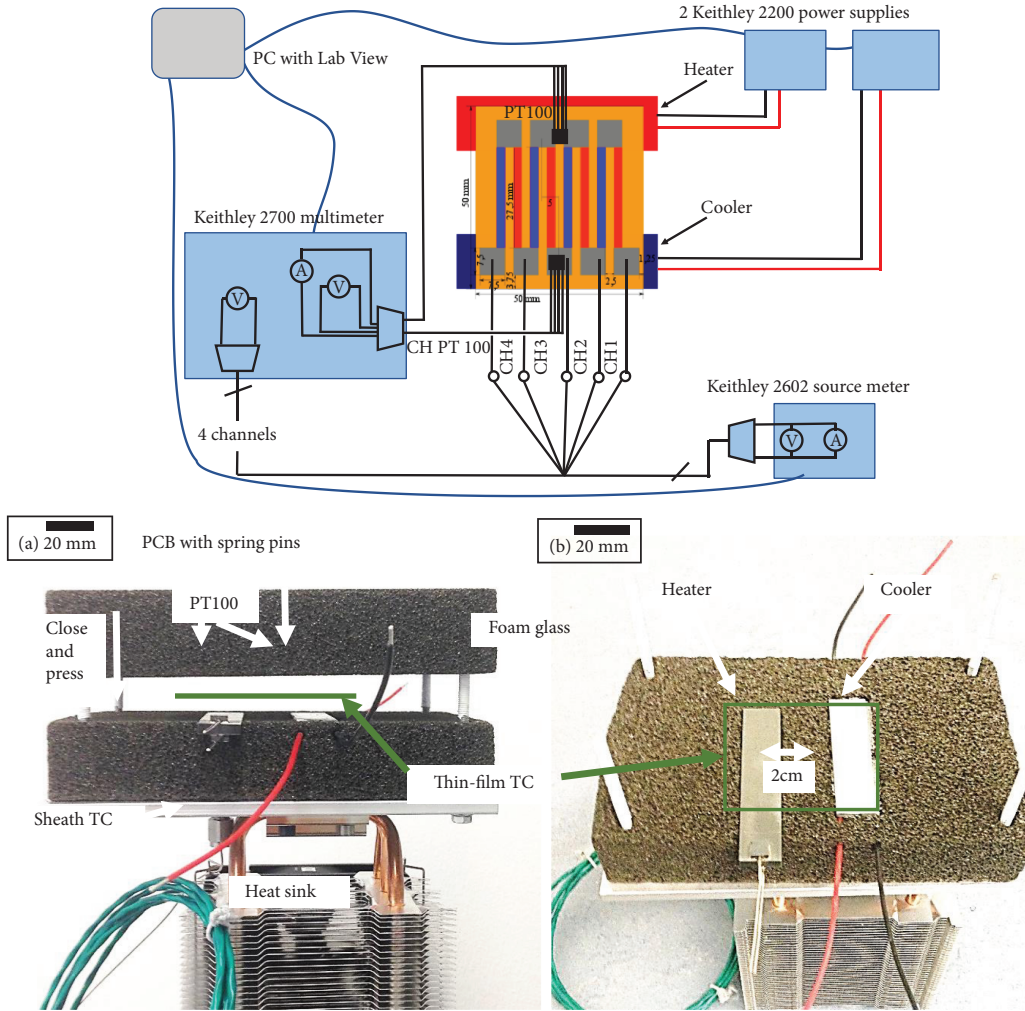 2 Keithley 2200 power supplies
PC with Lab View
Heater
PT100
50 mm
27,5 mm
5
Cooler
Keithley 2700 multimeter
A
V
V
7,5
7,5
3,75
2,5
1,25
50 mm
CH PT 100
CH4
CH3
CH2
CH1
Keithley 2602 source meter
4 channels
V
A
(a) 20 mm
PCB with spring pins
PT100
Close
and
press
Foam glass
Thin-film TC
Sheath TC
Heat sink
(b) 20 mm
Heater
Cooler
2cm